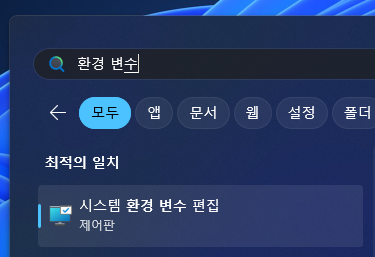 환경 변수
모두 앱 문서 웹 설정 폴더
최적의 일치
시스템 환경 변수 편집
제어판